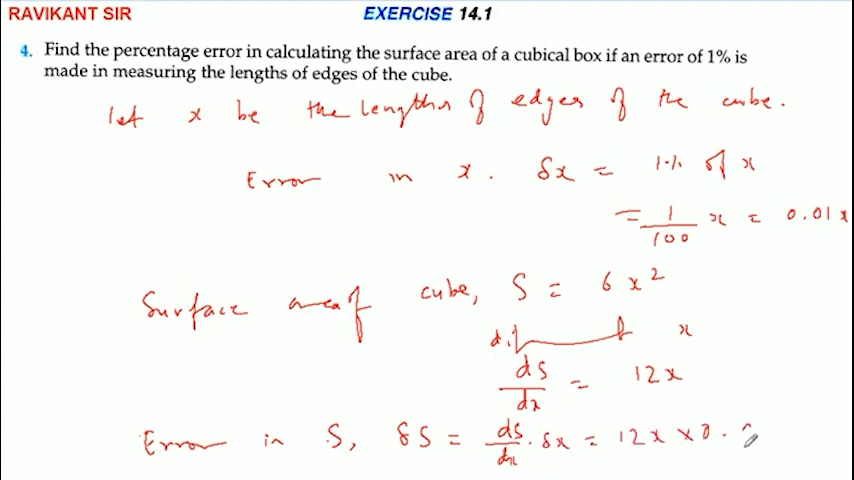 RAVIKANT SIR EXERCISE 14.1
4. Find the percentage error in calculating the surface area of a cubical box if an error of 1% is
made in measuring the lengths of edges of the cube.
let x be the lengths of edges of the cube.
Error in x. δx = 1% of x
= 1/100 x = 0.01x
Surface area of cube, S = 6x²
x
dS/dx = 12x
Error in S, δS = dS/dx · δx = 12x × 0.